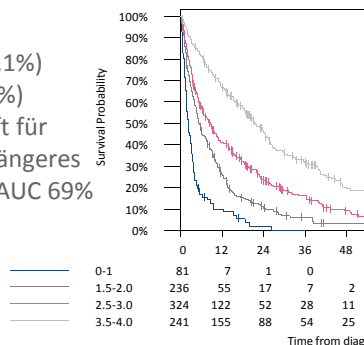 ,1%)
%)
t für
ängeres
AUC 69%
Survival Probability
100%
90%
80%
70%
60%
50%
40%
30%
20%
10%
0%
0 12 24 36 48
0-1 81 7 1 0
1.5-2.0 236 55 17 7 2
2.5-3.0 324 122 52 28 11
3.5-4.0 241 155 88 54 25
Time from diag